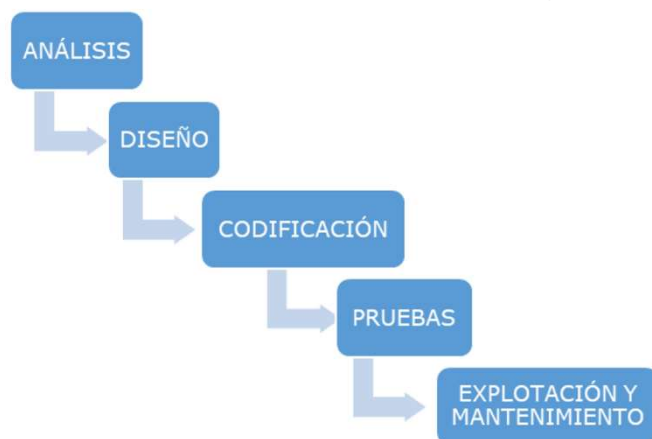 ANÁLISIS
DISEÑO
CODIFICACIÓN
PRUEBAS
EXPLOTACIÓN Y
MANTENIMIENTO